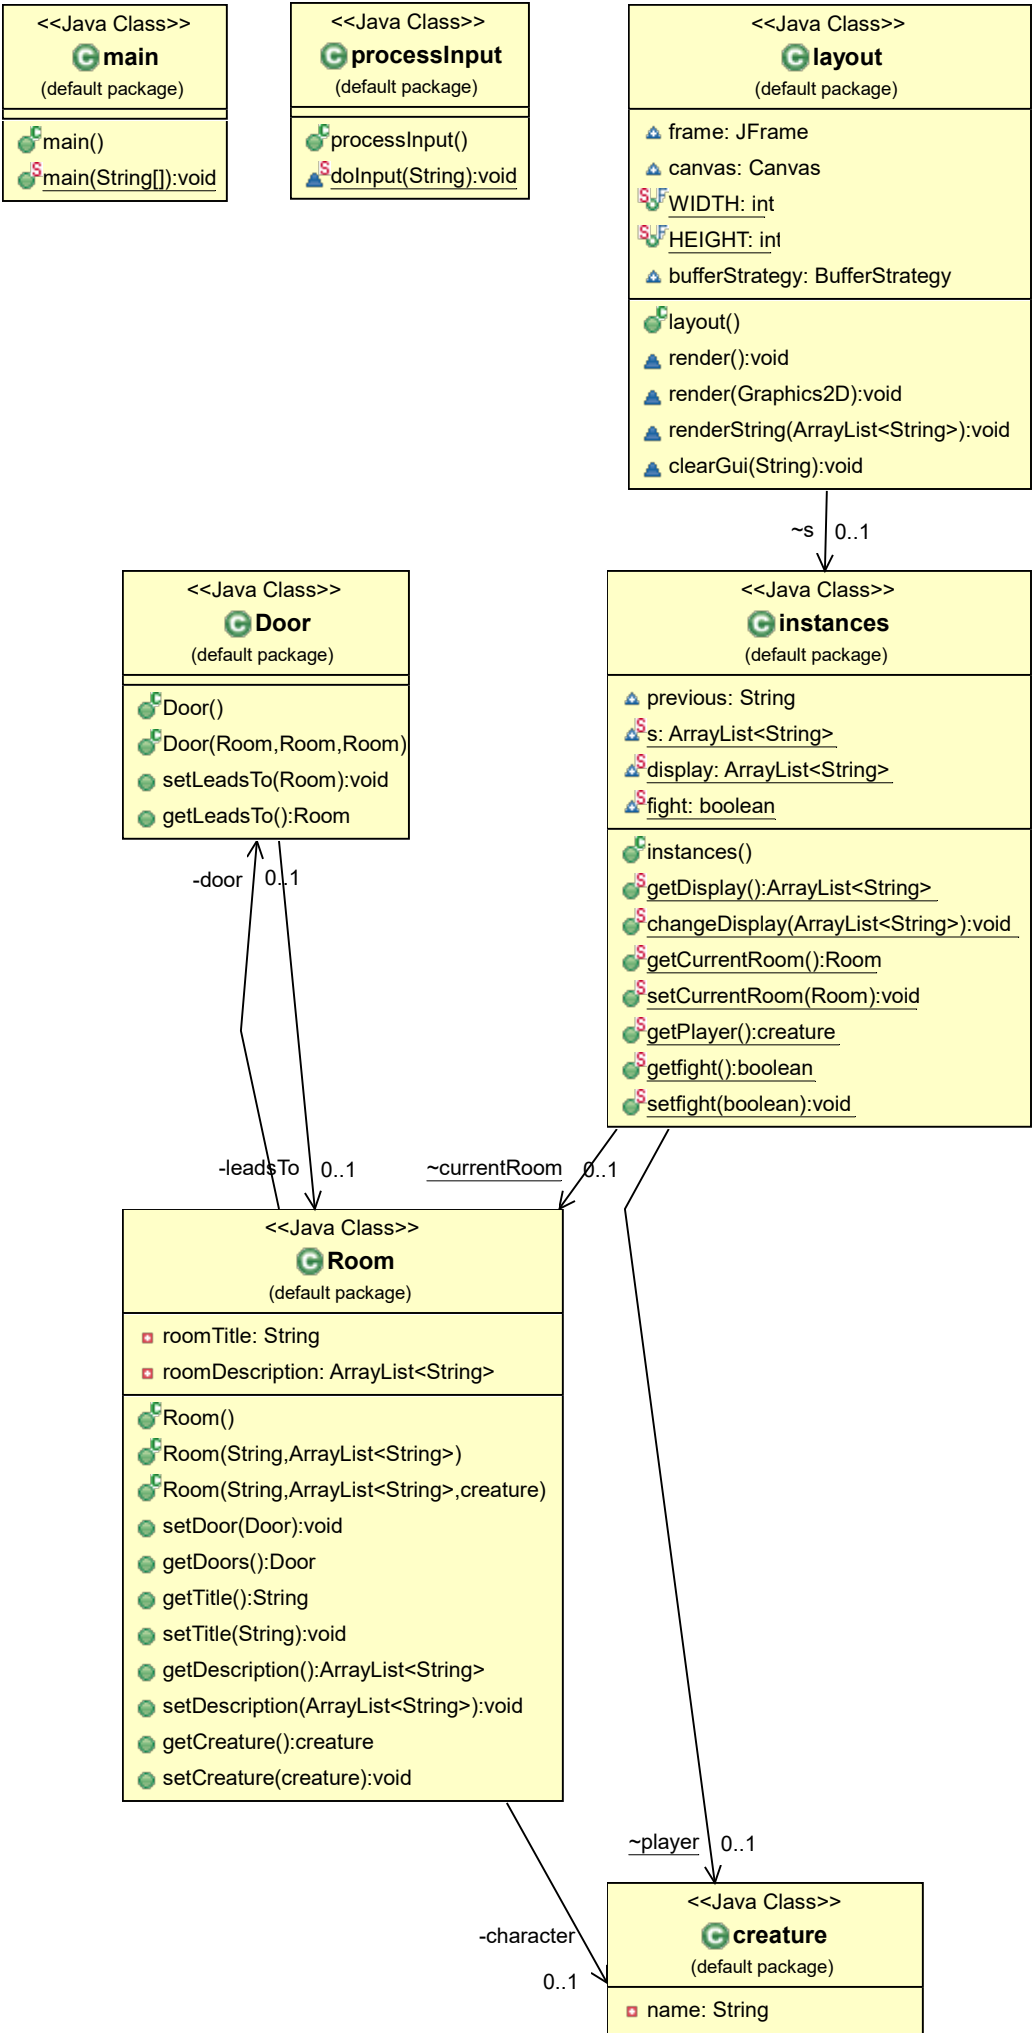 <<Java Class>>
main
(default package)
main()
main(String[]):void
<<Java Class>>
processInput
(default package)
processInput()
doInput(String):void
<<Java Class>>
layout
(default package)
frame: JFrame
canvas: Canvas
WIDTH: int
HEIGHT: int
bufferStrategy: BufferStrategy
layout()
render():void
render(Graphics2D):void
renderString(ArrayList<String>):void
clearGui(String):void
~s 0..1
<<Java Class>>
Door
(default package)
Door()
Door(Room,Room,Room)
setLeadsTo(Room):void
getLeadsTo():Room
-door 0..1
<<Java Class>>
instances
(default package)
previous: String
s: ArrayList<String>
display: ArrayList<String>
fight: boolean
instances()
getDisplay():ArrayList<String>
changeDisplay(ArrayList<String>):void
getCurrentRoom():Room
setCurrentRoom(Room):void
getPlayer():creature
getfight():boolean
setfight(boolean):void
-leadsTo 0..1
~currentRoom 0..1
<<Java Class>>
Room
(default package)
roomTitle: String
roomDescription: ArrayList<String>
Room()
Room(String,ArrayList<String>)
Room(String,ArrayList<String>,creature)
setDoor(Door):void
getDoors():Door
getTitle():String
setTitle(String):void
getDescription():ArrayList<String>
setDescription(ArrayList<String>):void
getCreature():creature
setCreature(creature):void
~player 0..1
-character
0..1
<<Java Class>>
creature
(default package)
name: String